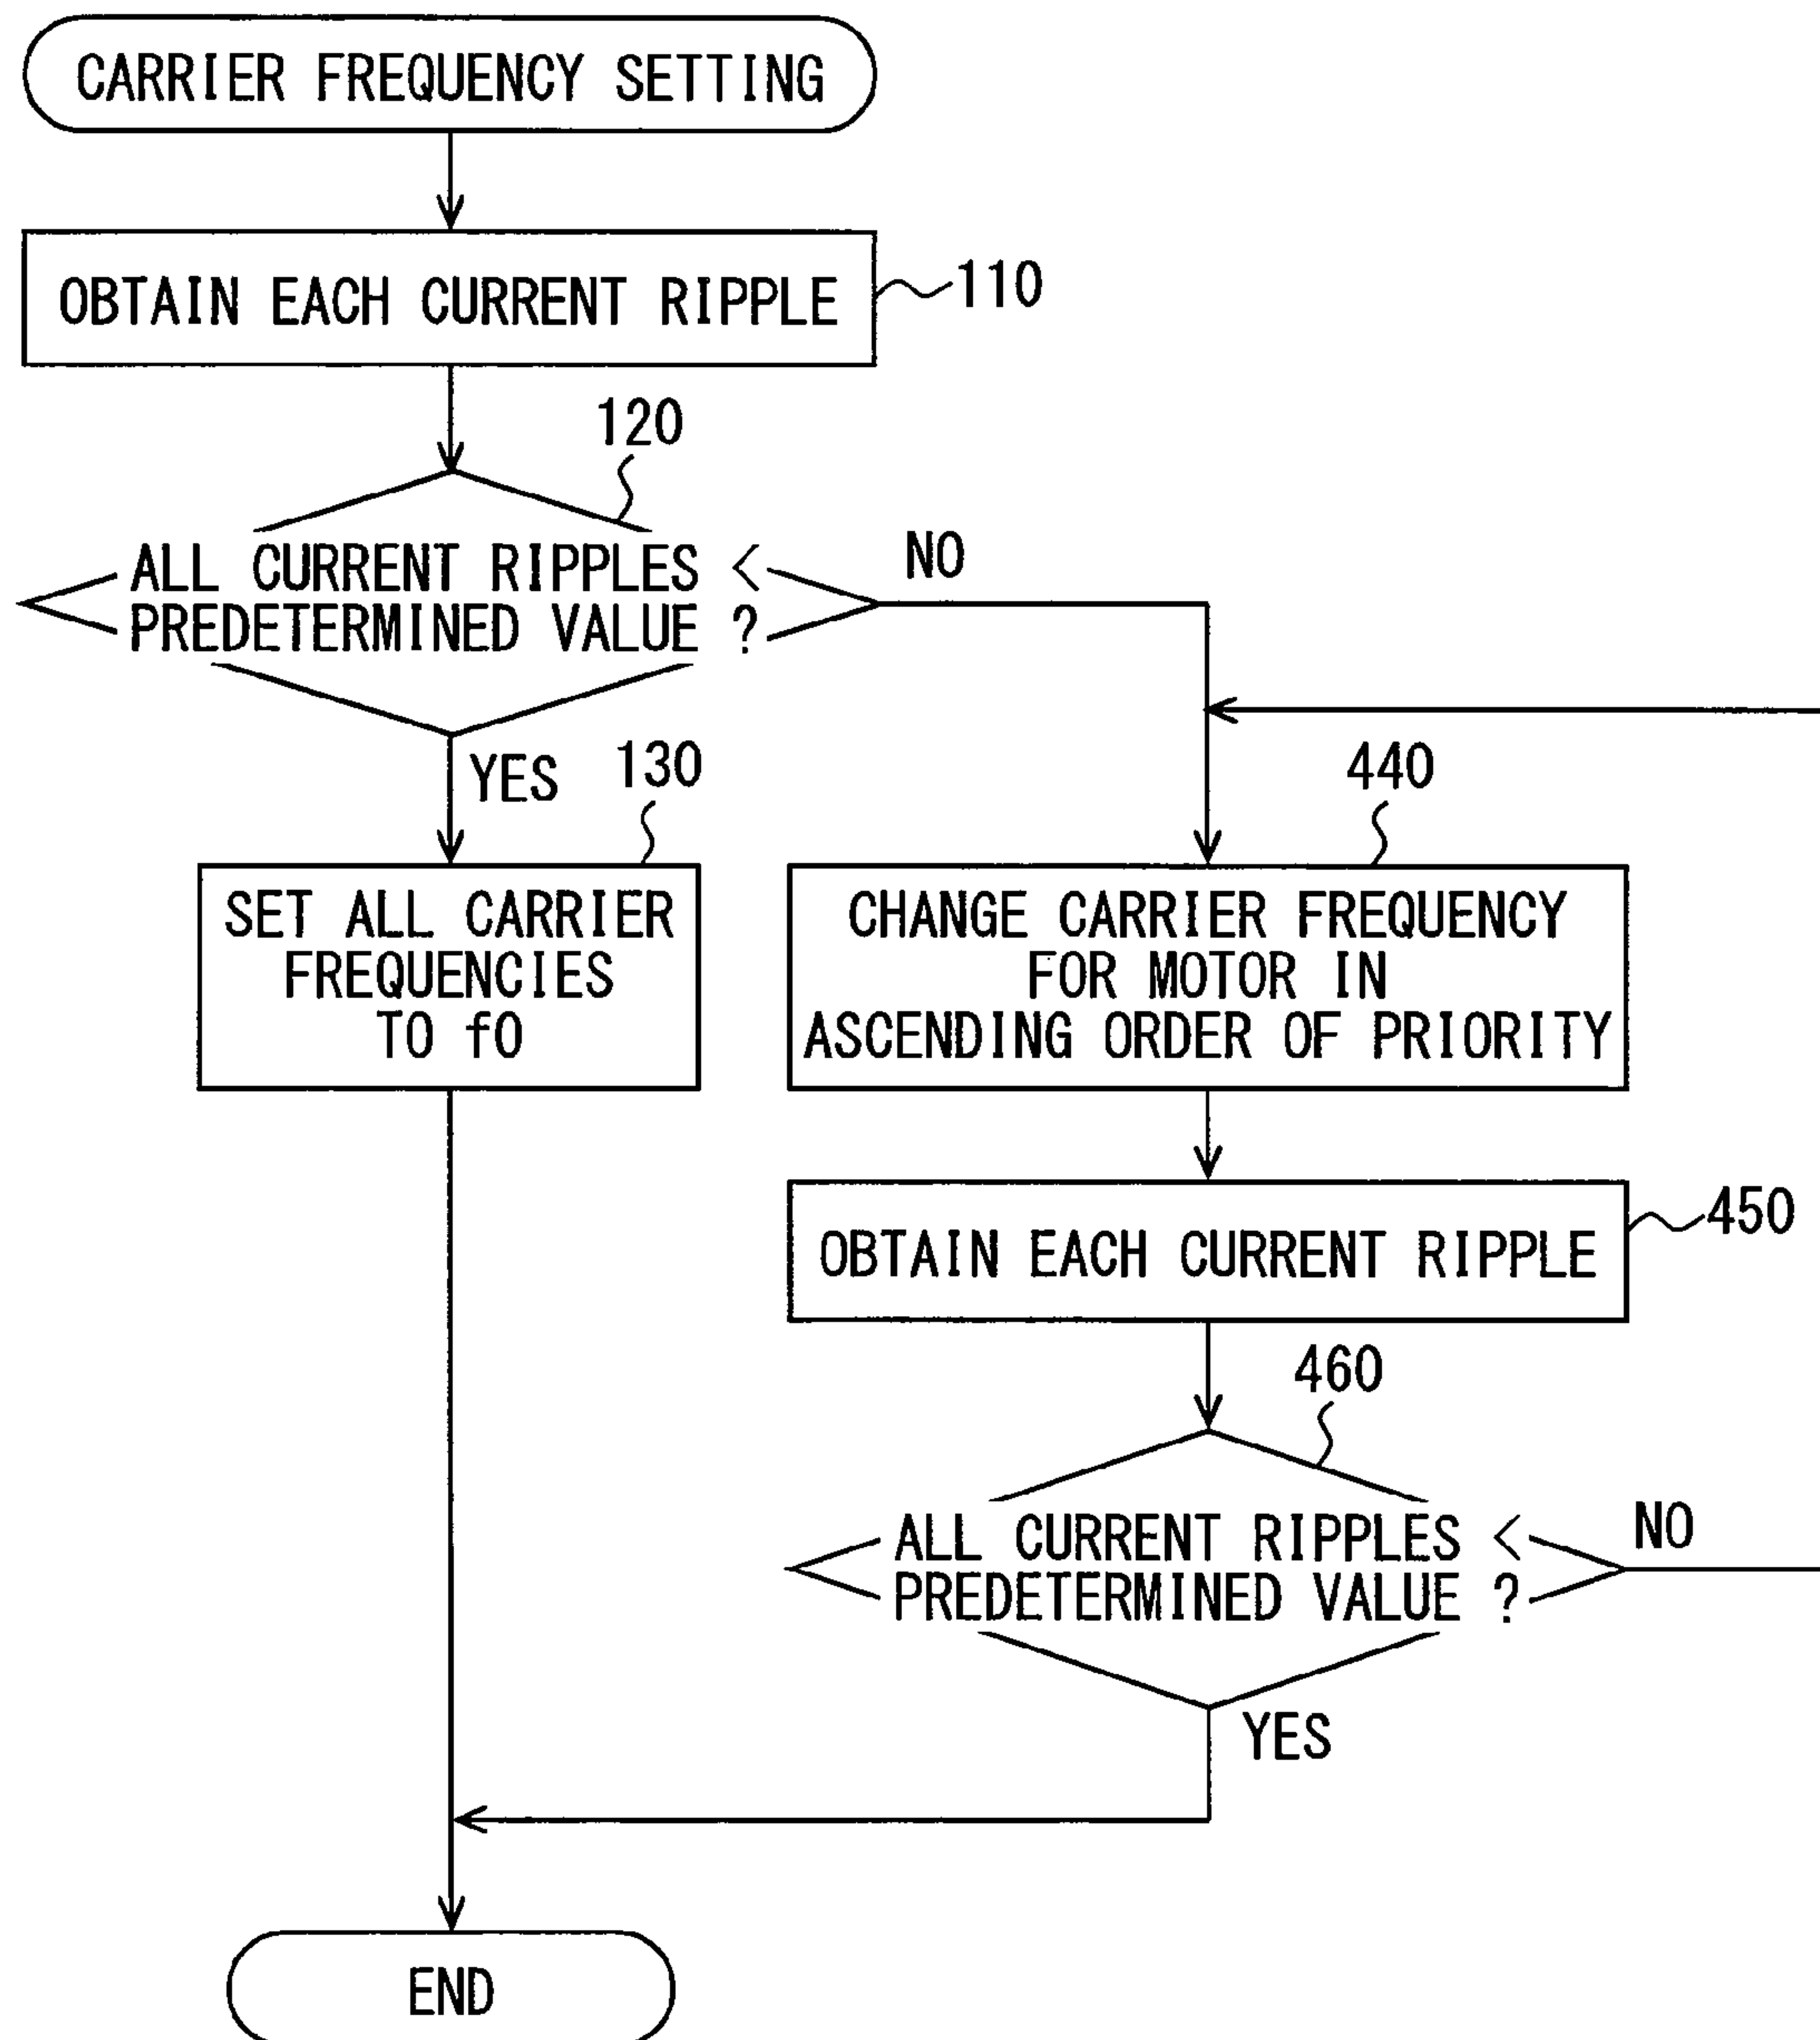 CARRIER FREQUENCY SETTING
OBTAIN EACH CURRENT RIPPLE
110
120
ALL CURRENT RIPPLES <
PREDETERMINED VALUE ?
NO
YES
130
SET ALL CARRIER
FREQUENCIES
TO f0
440
CHANGE CARRIER FREQUENCY
FOR MOTOR IN
ASCENDING ORDER OF PRIORITY
OBTAIN EACH CURRENT RIPPLE
450
460
ALL CURRENT RIPPLES <
PREDETERMINED VALUE ?
NO
YES
END